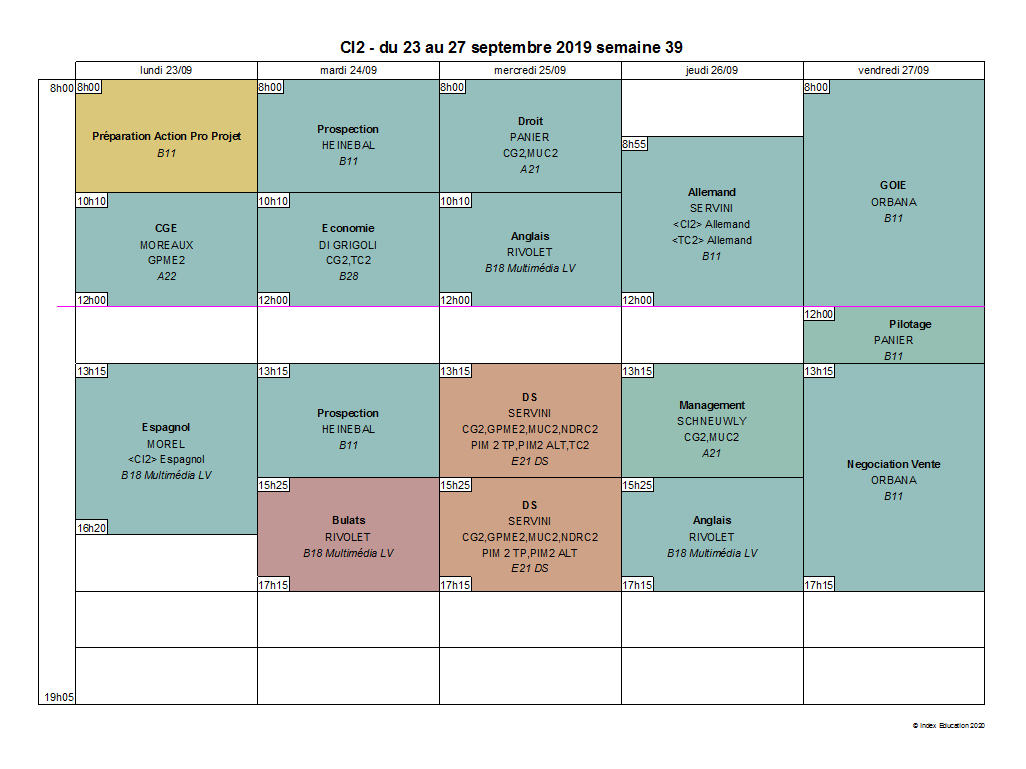 CI2 - du 23 au 27 septembre 2019 semaine 39
lundi 23/09
mardi 24/09
mercredi 25/09
jeudi 26/09
vendredi 27/09
8h00
19h05
8h00
Préparation Action Pro Projet
B11
10h10
CGE
MOREAUX
GPME2
A22
12h00
13h15
Espagnol
MOREL
<CI2> Espagnol
B18 Multimédia LV
16h20
8h00
Prospection
HEINEBAL
B11
10h10
Economie
DI GRIGOLI
CG2,TC2
B28
12h00
13h15
Prospection
HEINEBAL
B11
15h25
Bulats
RIVOLET
B18 Multimédia LV
17h15
8h00
Droit
PANIER
CG2,MUC2
A21
10h10
Anglais
RIVOLET
B18 Multimédia LV
12h00
13h15
DS
SERVINI
CG2,GPME2,MUC2,NDRC2
PIM 2 TP,PIM2 ALT,TC2
E21 DS
15h25
DS
SERVINI
CG2,GPME2,MUC2,NDRC2
PIM 2 TP,PIM2 ALT
E21 DS
17h15
8h55
Allemand
SERVINI
<CI2> Allemand
<TC2> Allemand
B11
12h00
13h15
Management
SCHNEUWLY
CG2,MUC2
A21
15h25
Anglais
RIVOLET
B18 Multimédia LV
17h15
8h00
GOIE
ORBANA
B11
12h00
Pilotage
PANIER
B11
13h15
Negociation Vente
ORBANA
B11
17h15
© Index Education 2020